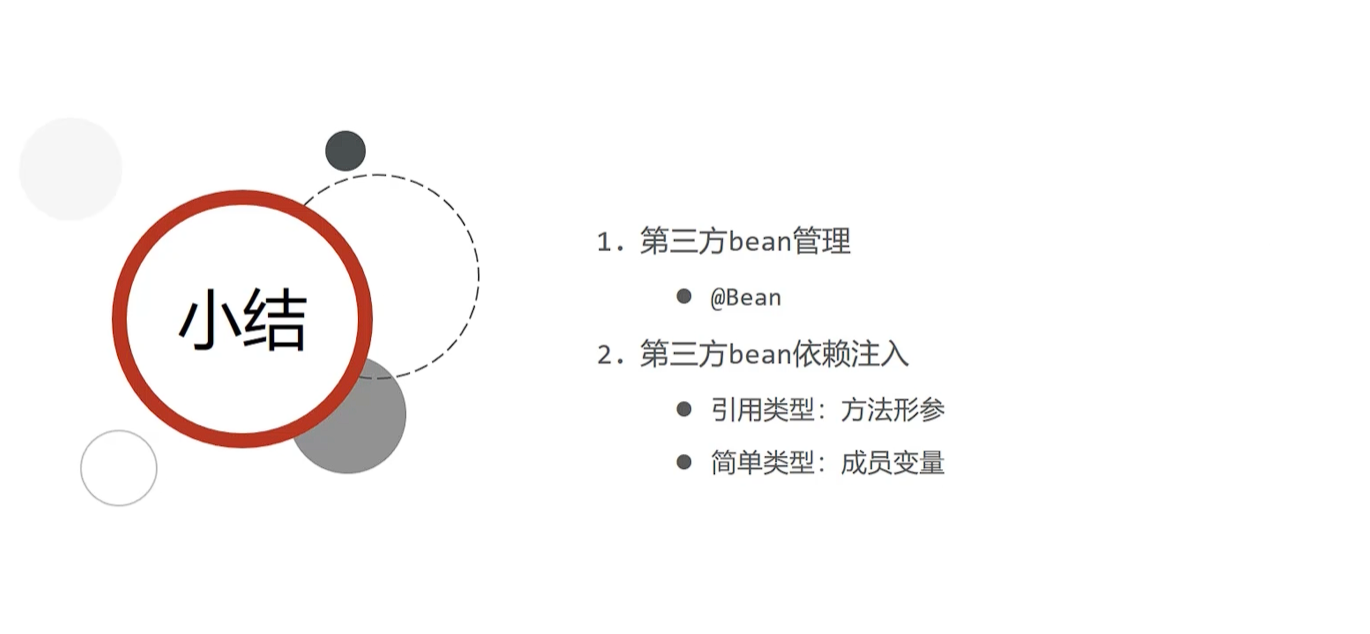 小结
1. 第三方bean管理
● @Bean
2. 第三方bean依赖注入
● 引用类型：方法形参
● 简单类型：成员变量